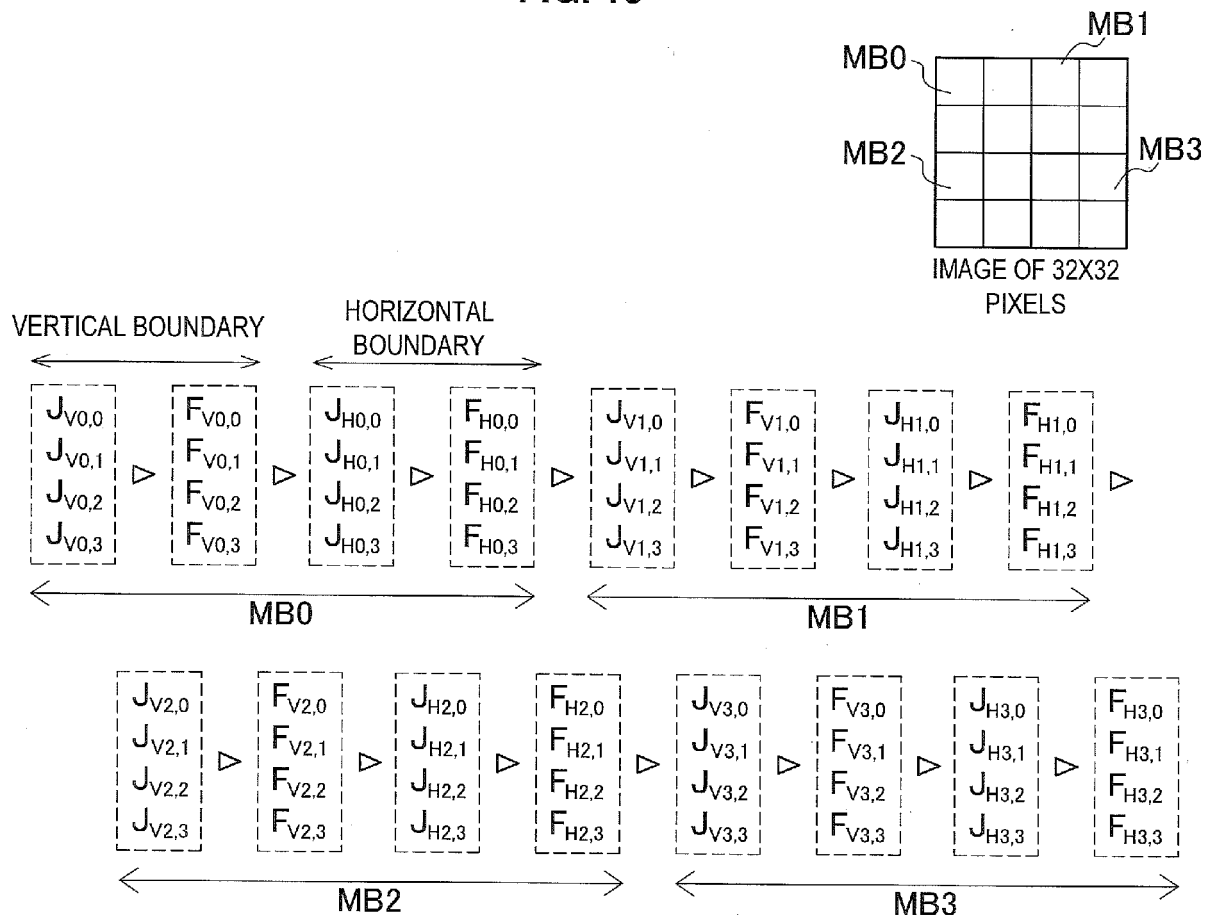 MB1
MB0
MB2
MB3
IMAGE OF 32X32
PIXELS
VERTICAL BOUNDARY
HORIZONTAL
BOUNDARY
JV0,0 FV0,0 JH0,0 FH0,0 JV1,0 FV1,0 JH1,0 FH1,0
JV0,1 FV0,1 JH0,1 FH0,1 JV1,1 FV1,1 JH1,1 FH1,1
JV0,2 FV0,2 JH0,2 FH0,2 JV1,2 FV1,2 JH1,2 FH1,2
JV0,3 FV0,3 JH0,3 FH0,3 JV1,3 FV1,3 JH1,3 FH1,3
MB0 MB1
JV2,0 FV2,0 JH2,0 FH2,0 JV3,0 FV3,0 JH3,0 FH3,0
JV2,1 FV2,1 JH2,1 FH2,1 JV3,1 FV3,1 JH3,1 FH3,1
JV2,2 FV2,2 JH2,2 FH2,2 JV3,2 FV3,2 JH3,2 FH3,2
JV2,3 FV2,3 JH2,3 FH2,3 JV3,3 FV3,3 JH3,3 FH3,3
MB2 MB3